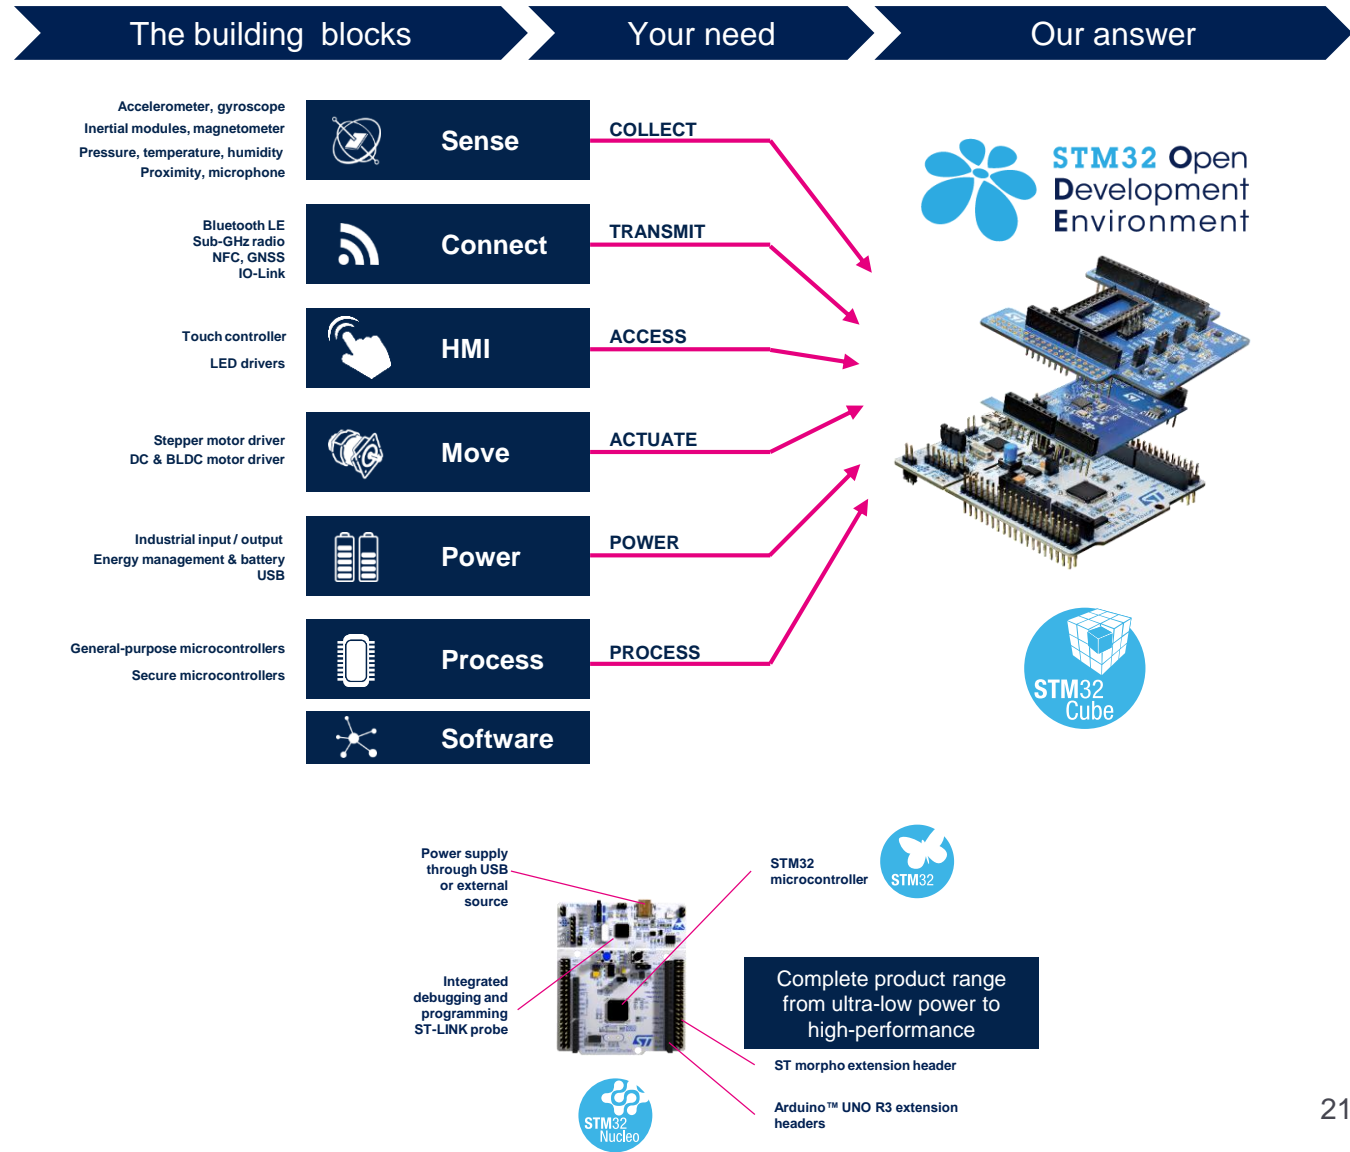 The building blocks
Your need
Our answer
Accelerometer, gyroscope
Inertial modules, magnetometer
Pressure, temperature, humidity
Proximity, microphone
Sense
COLLECT
STM32 Open
Development
Environment
Bluetooth LE
Sub-GHz radio
NFC, GNSS
IO-Link
Connect
TRANSMIT
Touch controller
LED drivers
HMI
ACCESS
Stepper motor driver
DC & BLDC motor driver
Move
ACTUATE
Industrial input / output
Energy management & battery
USB
Power
POWER
General-purpose microcontrollers
Secure microcontrollers
Process
PROCESS
STM32
Cube
Software
Power supply
through USB
or external
source
STM32
microcontroller
STM32
Integrated
debugging and
programming
ST-LINK probe
Complete product range
from ultra-low power to
high-performance
ST morpho extension header
Arduino™ UNO R3 extension
headers
STM32
Nucleo
21